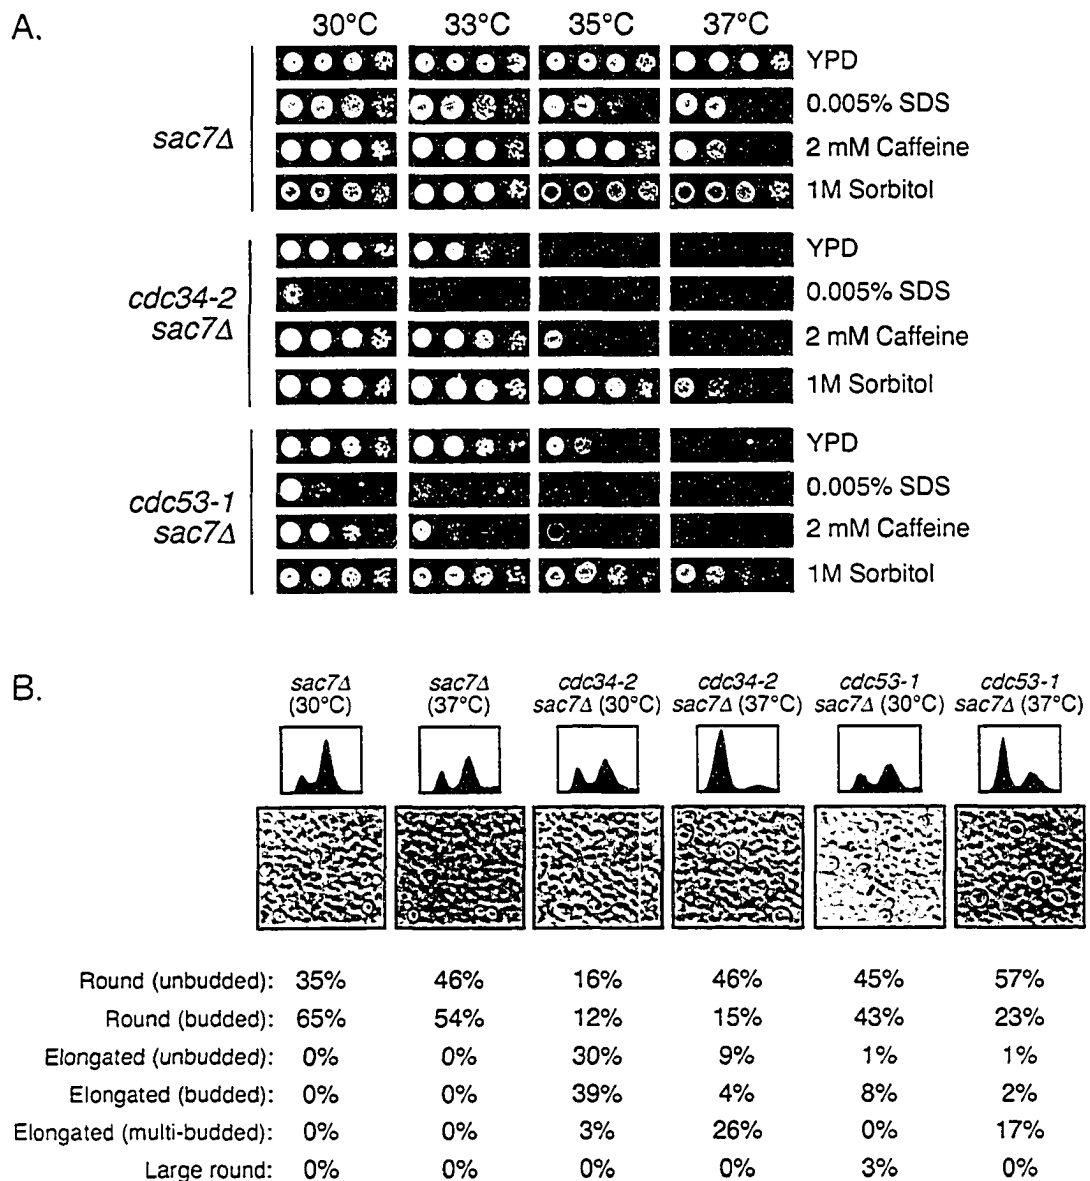 A.
30°C 33°C 35°C 37°C
sac7Δ
YPD
0.005% SDS
2 mM Caffeine
1M Sorbitol
cdc34-2
sac7Δ
YPD
0.005% SDS
2 mM Caffeine
1M Sorbitol
cdc53-1
sac7Δ
YPD
0.005% SDS
2 mM Caffeine
1M Sorbitol
B.
sac7Δ sac7Δ cdc34-2 cdc34-2 cdc53-1 cdc53-1
(30°C) (37°C) sac7Δ (30°C) sac7Δ (37°C) sac7Δ (30°C) sac7Δ (37°C)
Round (unbudded): 35% 46% 16% 46% 45% 57%
Round (budded): 65% 54% 12% 15% 43% 23%
Elongated (unbudded): 0% 0% 30% 9% 1% 1%
Elongated (budded): 0% 0% 39% 4% 8% 2%
Elongated (multi-budded): 0% 0% 3% 26% 0% 17%
Large round: 0% 0% 0% 0% 3% 0%